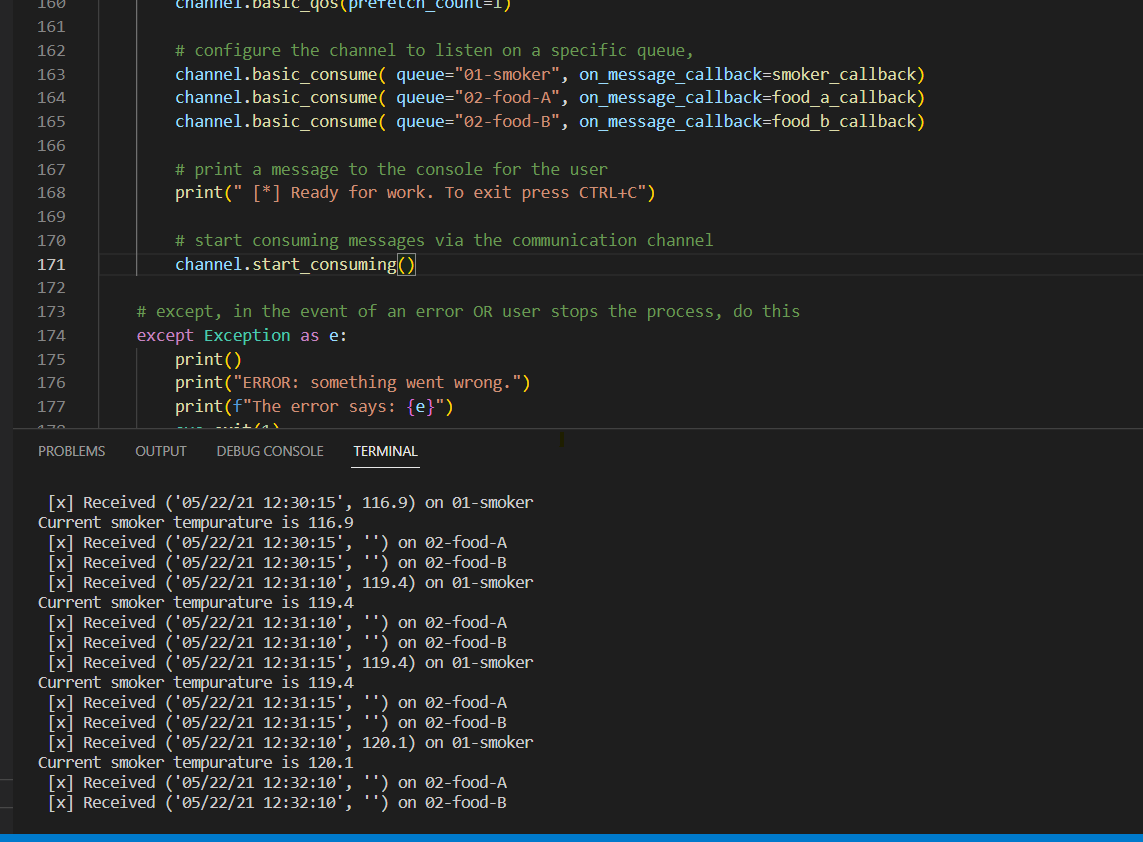 160 channel.basic_qos(prefetch_count=1)
161
162 # configure the channel to listen on a specific queue,
163 channel.basic_consume( queue="01-smoker", on_message_callback=smoker_callback)
164 channel.basic_consume( queue="02-food-A", on_message_callback=food_a_callback)
165 channel.basic_consume( queue="02-food-B", on_message_callback=food_b_callback)
166
167 # print a message to the console for the user
168 print(" [*] Ready for work. To exit press CTRL+C")
169
170 # start consuming messages via the communication channel
171 channel.start_consuming()
172
173 # except, in the event of an error OR user stops the process, do this
174 except Exception as e:
175 print()
176 print("ERROR: something went wrong.")
177 print(f"The error says: {e}")
178 sys.exit(1)
PROBLEMS OUTPUT DEBUG CONSOLE TERMINAL
[x] Received ('05/22/21 12:30:15', 116.9) on 01-smoker
Current smoker tempurature is 116.9
[x] Received ('05/22/21 12:30:15', '') on 02-food-A
[x] Received ('05/22/21 12:30:15', '') on 02-food-B
[x] Received ('05/22/21 12:31:10', 119.4) on 01-smoker
Current smoker tempurature is 119.4
[x] Received ('05/22/21 12:31:10', '') on 02-food-A
[x] Received ('05/22/21 12:31:10', '') on 02-food-B
[x] Received ('05/22/21 12:31:15', 119.4) on 01-smoker
Current smoker tempurature is 119.4
[x] Received ('05/22/21 12:31:15', '') on 02-food-A
[x] Received ('05/22/21 12:31:15', '') on 02-food-B
[x] Received ('05/22/21 12:32:10', 120.1) on 01-smoker
Current smoker tempurature is 120.1
[x] Received ('05/22/21 12:32:10', '') on 02-food-A
[x] Received ('05/22/21 12:32:10', '') on 02-food-B